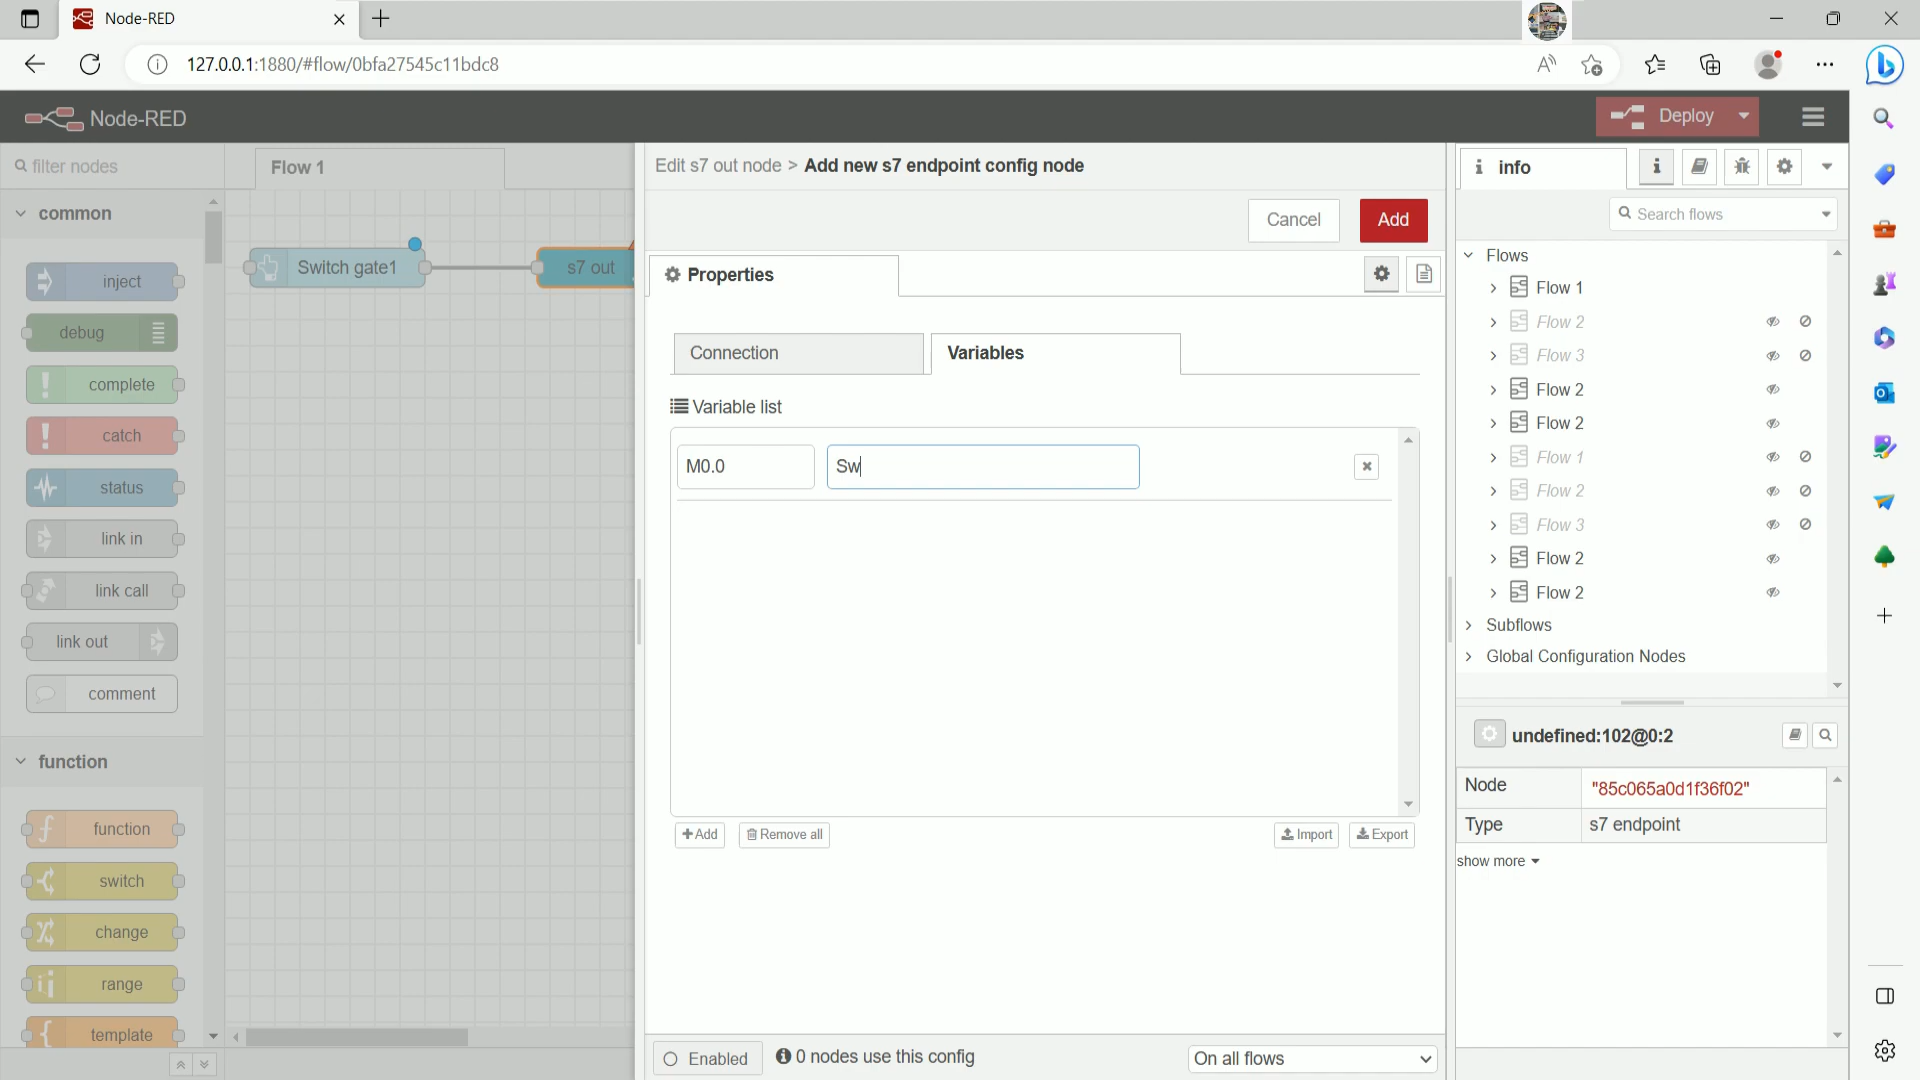 Node-RED
127.0.0.1:1880/#flow/0bfa27545c11bdc8
Node-RED
Deploy
filter nodes
Flow 1
common
inject
debug
complete
catch
status
link in
link call
link out
comment
function
function
switch
change
range
template
Switch gate1
s7 out
Edit s7 out node > Add new s7 endpoint config node
Cancel
Add
Properties
Connection
Variables
Variable list
M0.0
Sw
+Add
Remove all
Import
Export
Enabled
0 nodes use this config
On all flows
info
Search flows
Flows
Flow 1
Flow 2
Flow 3
Flow 2
Flow 2
Flow 1
Flow 2
Flow 3
Flow 2
Flow 2
Subflows
Global Configuration Nodes
undefined:102@0:2
Node "85c065a0d1f36f02"
Type s7 endpoint
show more